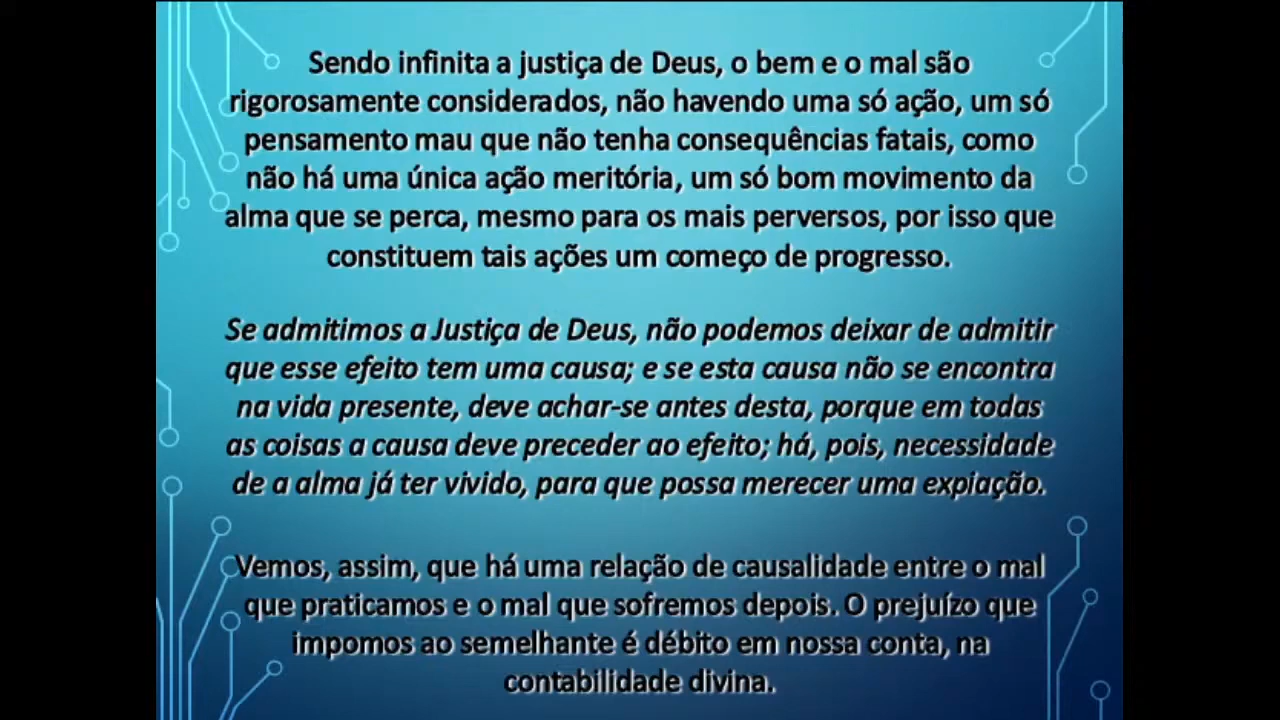 Sendo infinita a justiça de Deus, o bem e o mal são
rigorosamente considerados, não havendo uma só ação, um só
pensamento mau que não tenha consequências fatais, como
não há uma única ação meritória, um só bom movimento da
alma que se perca, mesmo para os mais perversos, por isso que
constituem tais ações um começo de progresso.
Se admitimos a Justiça de Deus, não podemos deixar de admitir
que esse efeito tem uma causa; e se esta causa não se encontra
na vida presente, deve achar-se antes desta, porque em todas
as coisas a causa deve preceder ao efeito; há, pois, necessidade
de a alma já ter vivido, para que possa merecer uma expiação.
Vemos, assim, que há uma relação de causalidade entre o mal
que praticamos e o mal que sofremos depois. O prejuízo que
impomos ao semelhante é débito em nossa conta, na
contabilidade divina.